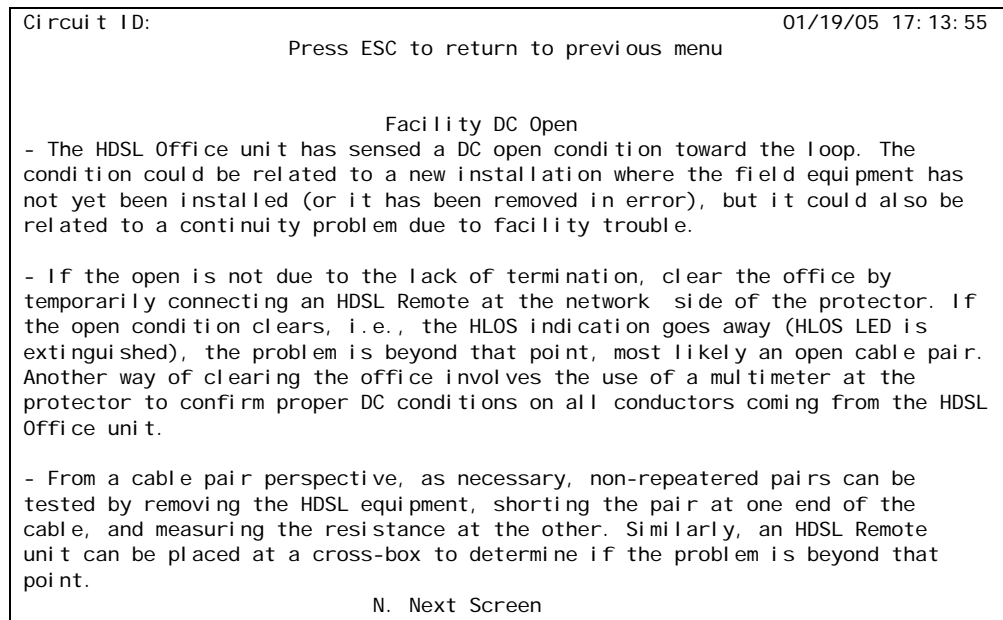 Circuit ID: 01/19/05 17:13:55
Press ESC to return to previous menu
Facility DC Open
- The HDSL Office unit has sensed a DC open condition toward the loop. The
condition could be related to a new installation where the field equipment has
not yet been installed (or it has been removed in error), but it could also be
related to a continuity problem due to facility trouble.
- If the open is not due to the lack of termination, clear the office by
temporarily connecting an HDSL Remote at the network side of the protector. If
the open condition clears, i.e., the HLOS indication goes away (HLOS LED is
extinguished), the problem is beyond that point, most likely an open cable pair.
Another way of clearing the office involves the use of a multimeter at the
protector to confirm proper DC conditions on all conductors coming from the HDSL
Office unit.
- From a cable pair perspective, as necessary, non-repeatered pairs can be
tested by removing the HDSL equipment, shorting the pair at one end of the
cable, and measuring the resistance at the other. Similarly, an HDSL Remote
unit can be placed at a cross-box to determine if the problem is beyond that
point.
N. Next Screen